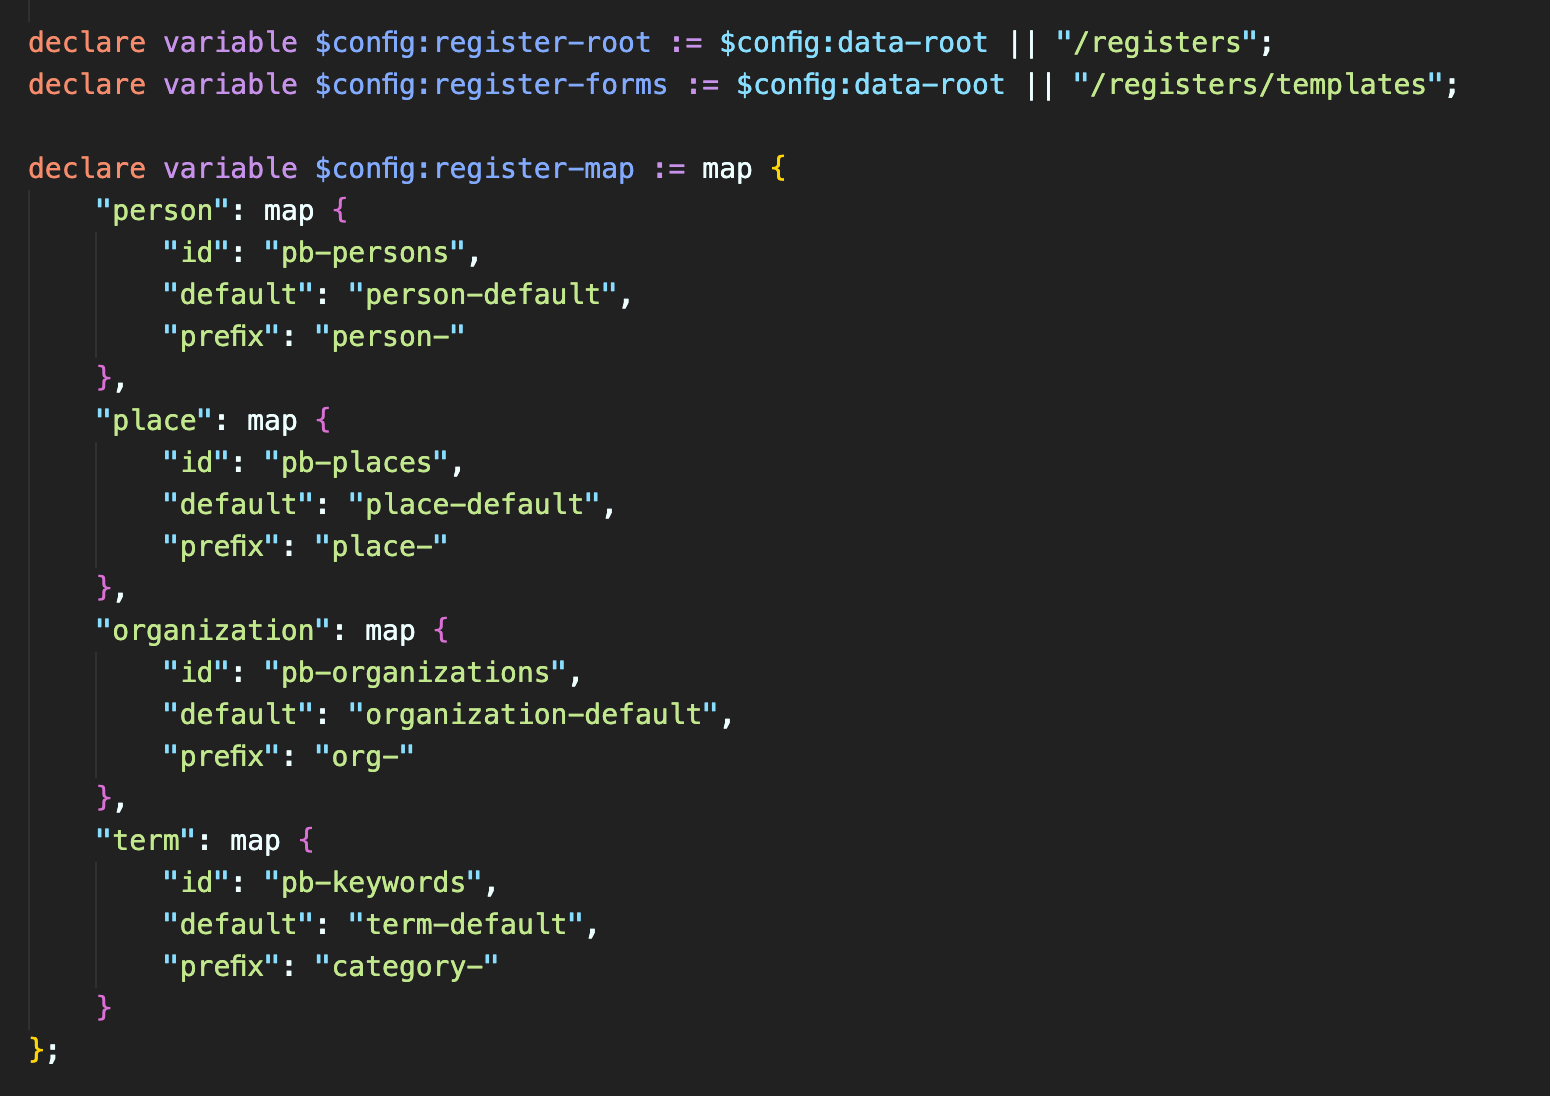 declare variable $config:register-root := $config:data-root || "/registers";
declare variable $config:register-forms := $config:data-root || "/registers/templates";
declare variable $config:register-map := map {
    "person": map {
        "id": "pb-persons",
        "default": "person-default",
        "prefix": "person-"
    },
    "place": map {
        "id": "pb-places",
        "default": "place-default",
        "prefix": "place-"
    },
    "organization": map {
        "id": "pb-organizations",
        "default": "organization-default",
        "prefix": "org-"
    },
    "term": map {
        "id": "pb-keywords",
        "default": "term-default",
        "prefix": "category-"
    }
};